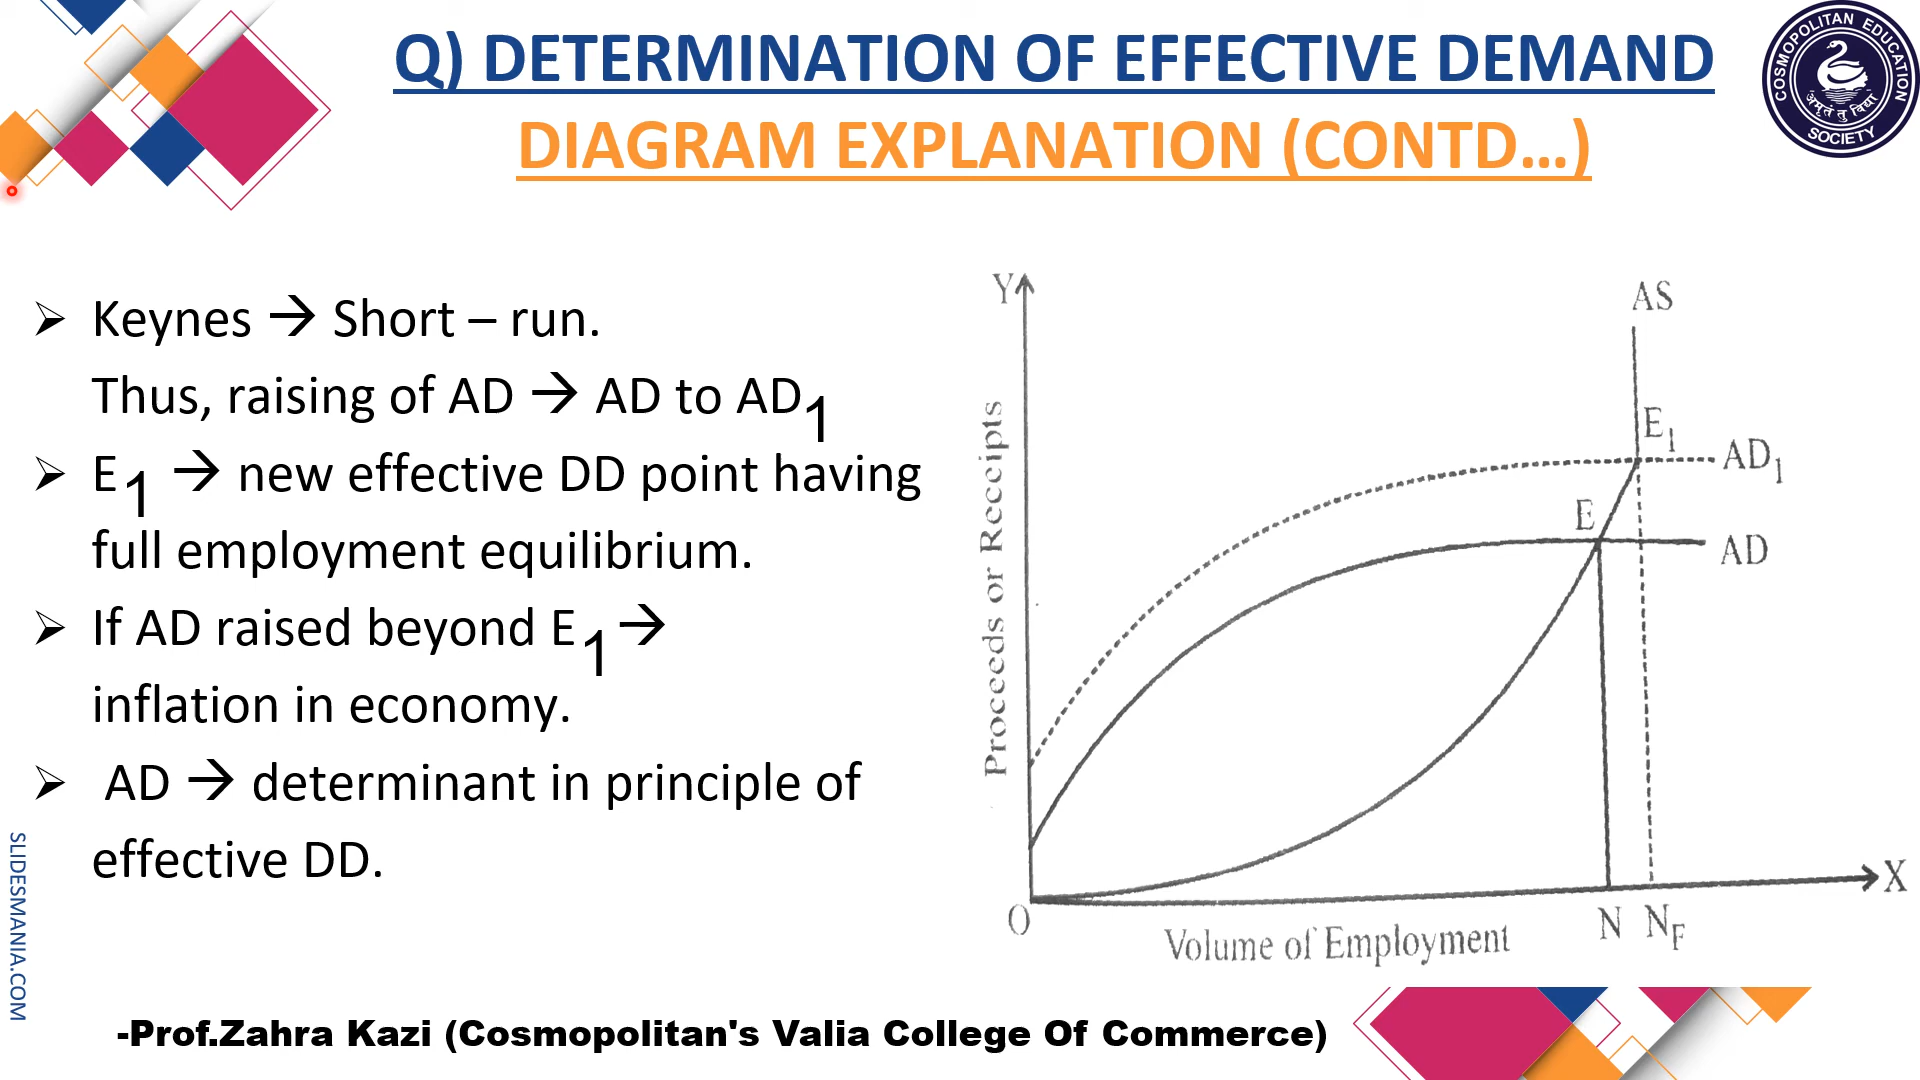 Q) DETERMINATION OF EFFECTIVE DEMAND
DIAGRAM EXPLANATION (CONTD...)
COSMOPOLITAN EDUCATION
अमृतं तु विद्या
SOCIETY
➢ Keynes → Short – run.
Thus, raising of AD → AD to AD1
➢ E1 → new effective DD point having
full employment equilibrium.
➢ If AD raised beyond E1→
inflation in economy.
➢ AD → determinant in principle of
effective DD.
Y
AS
E1
AD1
E
AD
Proceeds or Receipts
X
O
N NF
Volume of Employment
SLIDESMANIA.COM
-Prof.Zahra Kazi (Cosmopolitan's Valia College Of Commerce)